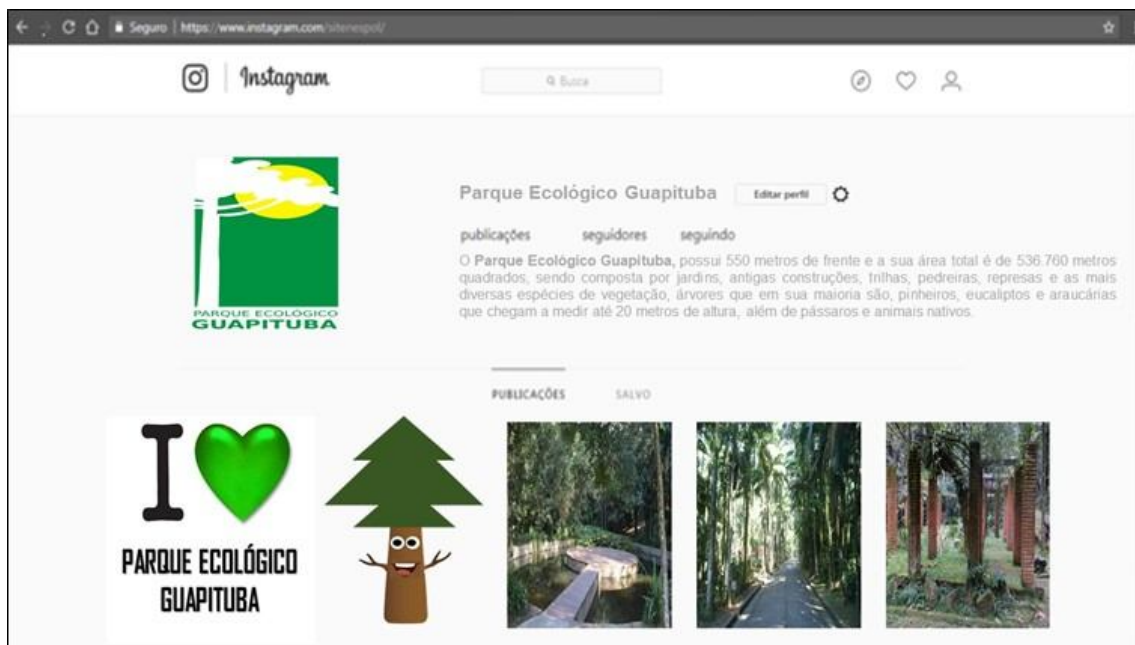 Seguro | https://www.instagram.com/sitenespol/
Instagram
Busca
Parque Ecológico Guapituba
Editar perfil
publicações seguidores seguindo
O Parque Ecológico Guapituba, possui 550 metros de frente e a sua área total é de 536.760 metros
quadrados, sendo composta por jardins, antigas construções, trilhas, pedreiras, represas e as mais
diversas espécies de vegetação, árvores que em sua maioria são, pinheiros, eucaliptos e araucárias
que chegam a medir até 20 metros de altura, além de pássaros e animais nativos.
PARQUE ECOLÓGICO
GUAPITUBA
PUBLICAÇÕES SALVO
I
PARQUE ECOLÓGICO
GUAPITUBA